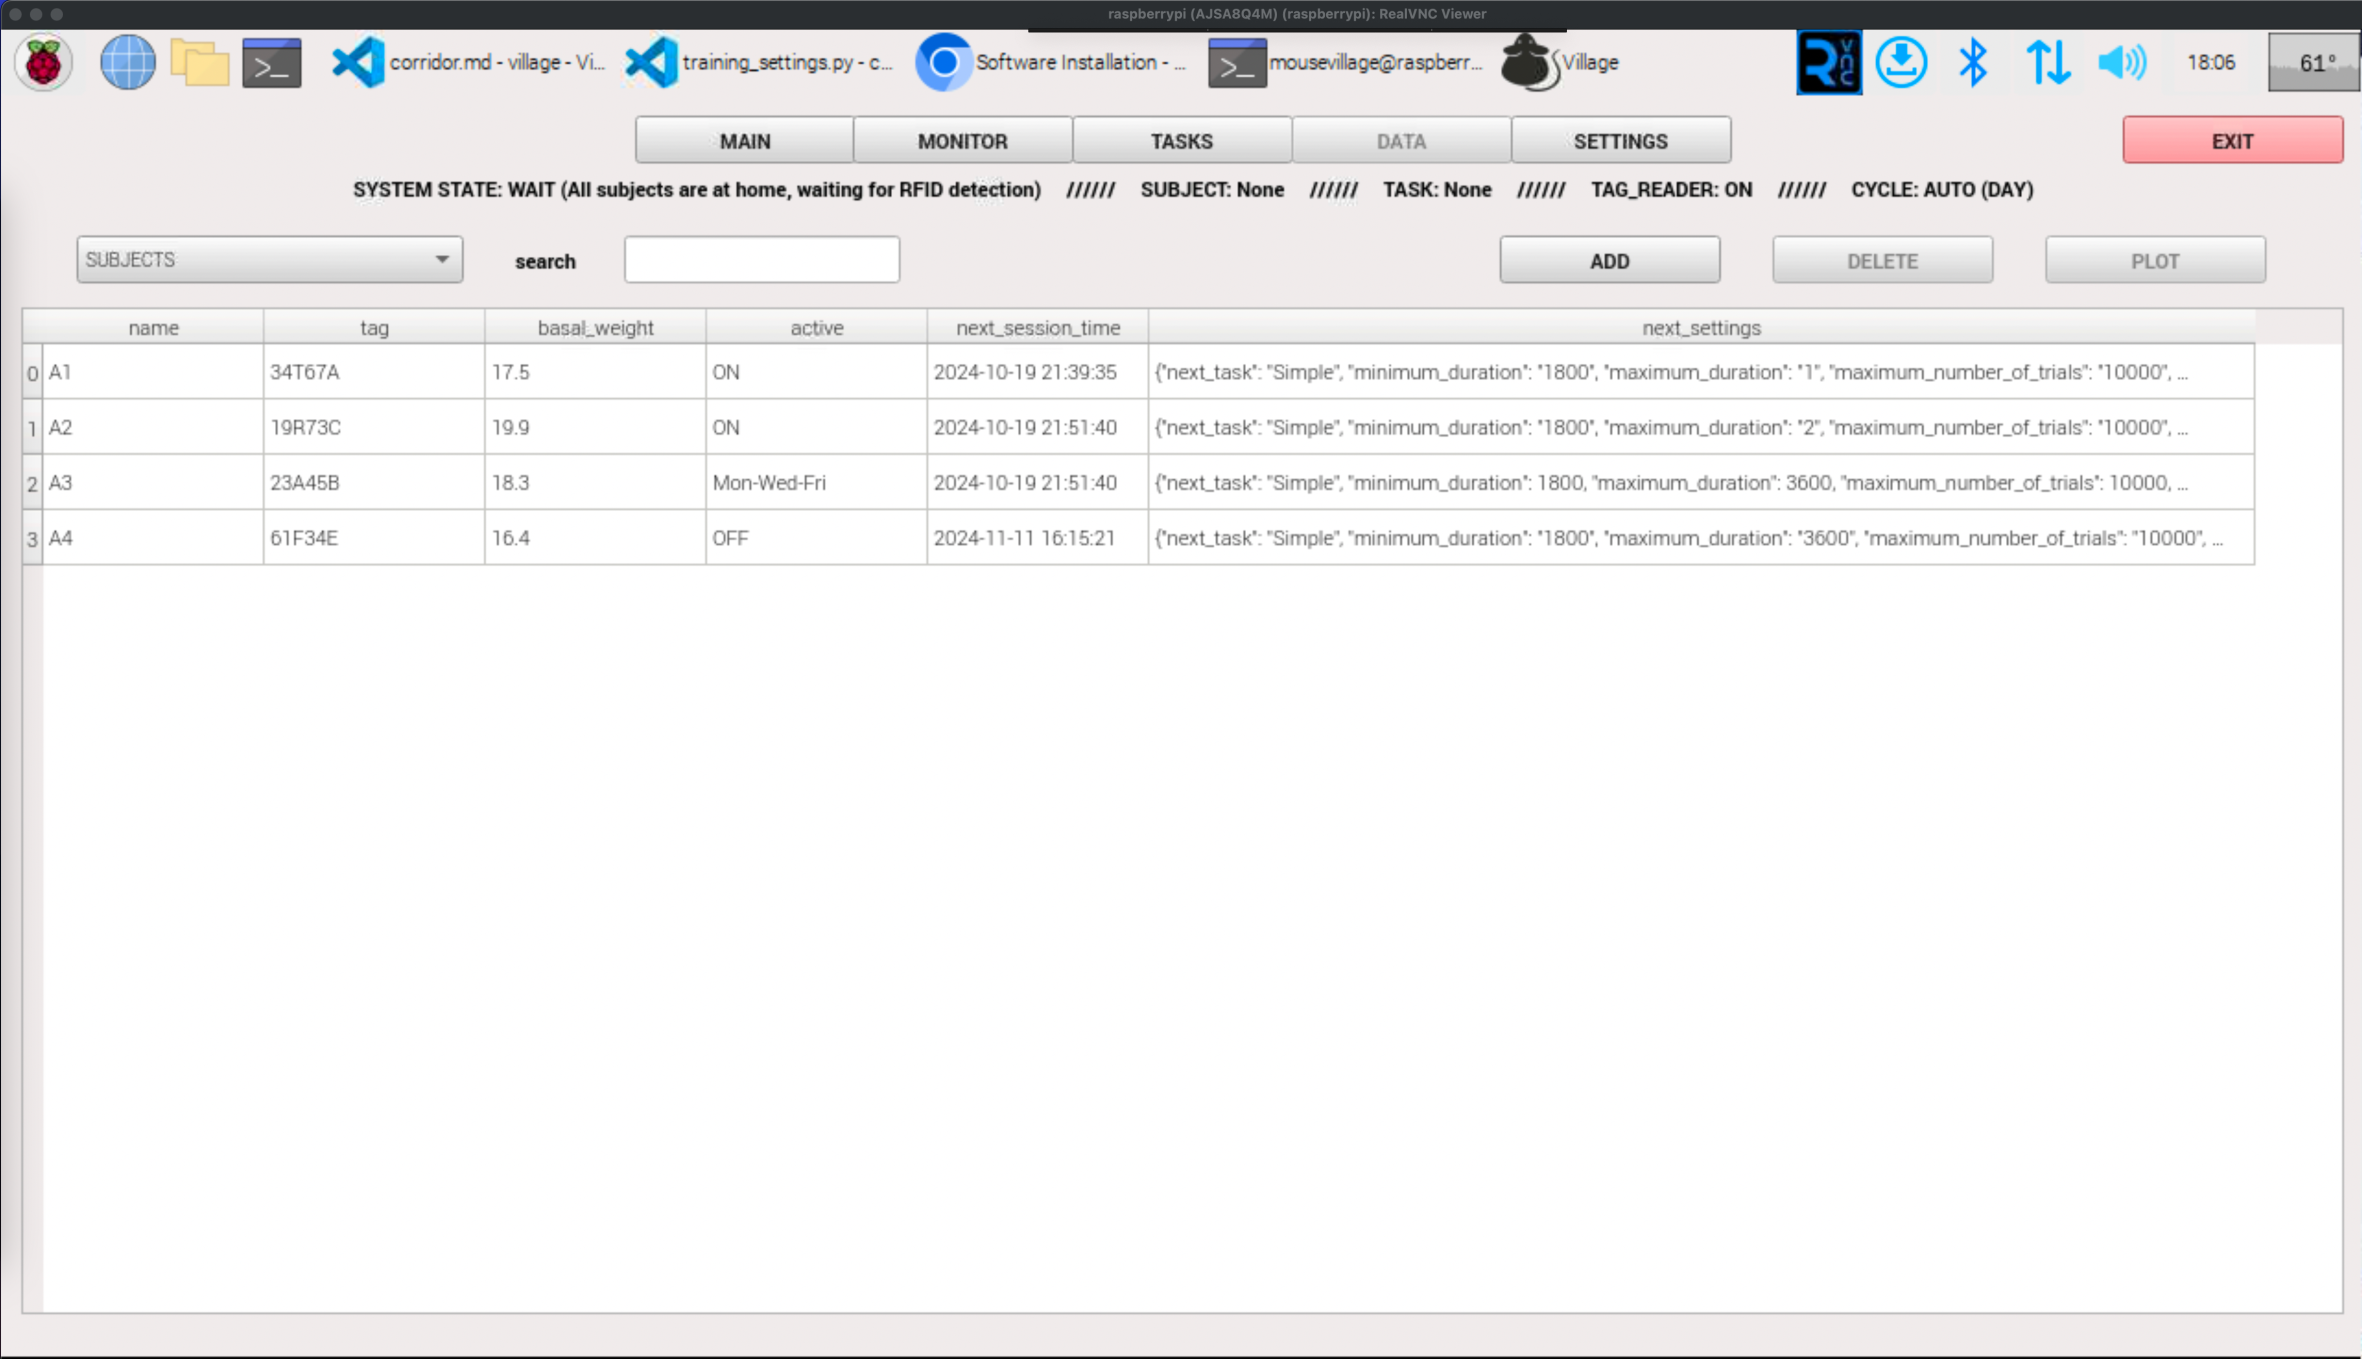 raspberrypi (AJSA8Q4M) (raspberrypi): RealVNC Viewer
corridor.md - village - Vi... training_settings.py - c... Software Installation - ... mousevillage@raspberr... Village VNC 18:06 61°
MAIN MONITOR TASKS DATA SETTINGS EXIT
SYSTEM STATE: WAIT (All subjects are at home, waiting for RFID detection) ////// SUBJECT: None ////// TASK: None ////// TAG_READER: ON ////// CYCLE: AUTO (DAY)
SUBJECTS search ADD DELETE PLOT
name tag basal_weight active next_session_time next_settings
0 A1 34T67A 17.5 ON 2024-10-19 21:39:35 {"next_task": "Simple", "minimum_duration": "1800", "maximum_duration": "1", "maximum_number_of_trials": "10000", ...
1 A2 19R73C 19.9 ON 2024-10-19 21:51:40 {"next_task": "Simple", "minimum_duration": "1800", "maximum_duration": "2", "maximum_number_of_trials": "10000", ...
2 A3 23A45B 18.3 Mon-Wed-Fri 2024-10-19 21:51:40 {"next_task": "Simple", "minimum_duration": 1800, "maximum_duration": 3600, "maximum_number_of_trials": 10000, ...
3 A4 61F34E 16.4 OFF 2024-11-11 16:15:21 {"next_task": "Simple", "minimum_duration": "1800", "maximum_duration": "3600", "maximum_number_of_trials": "10000", ...